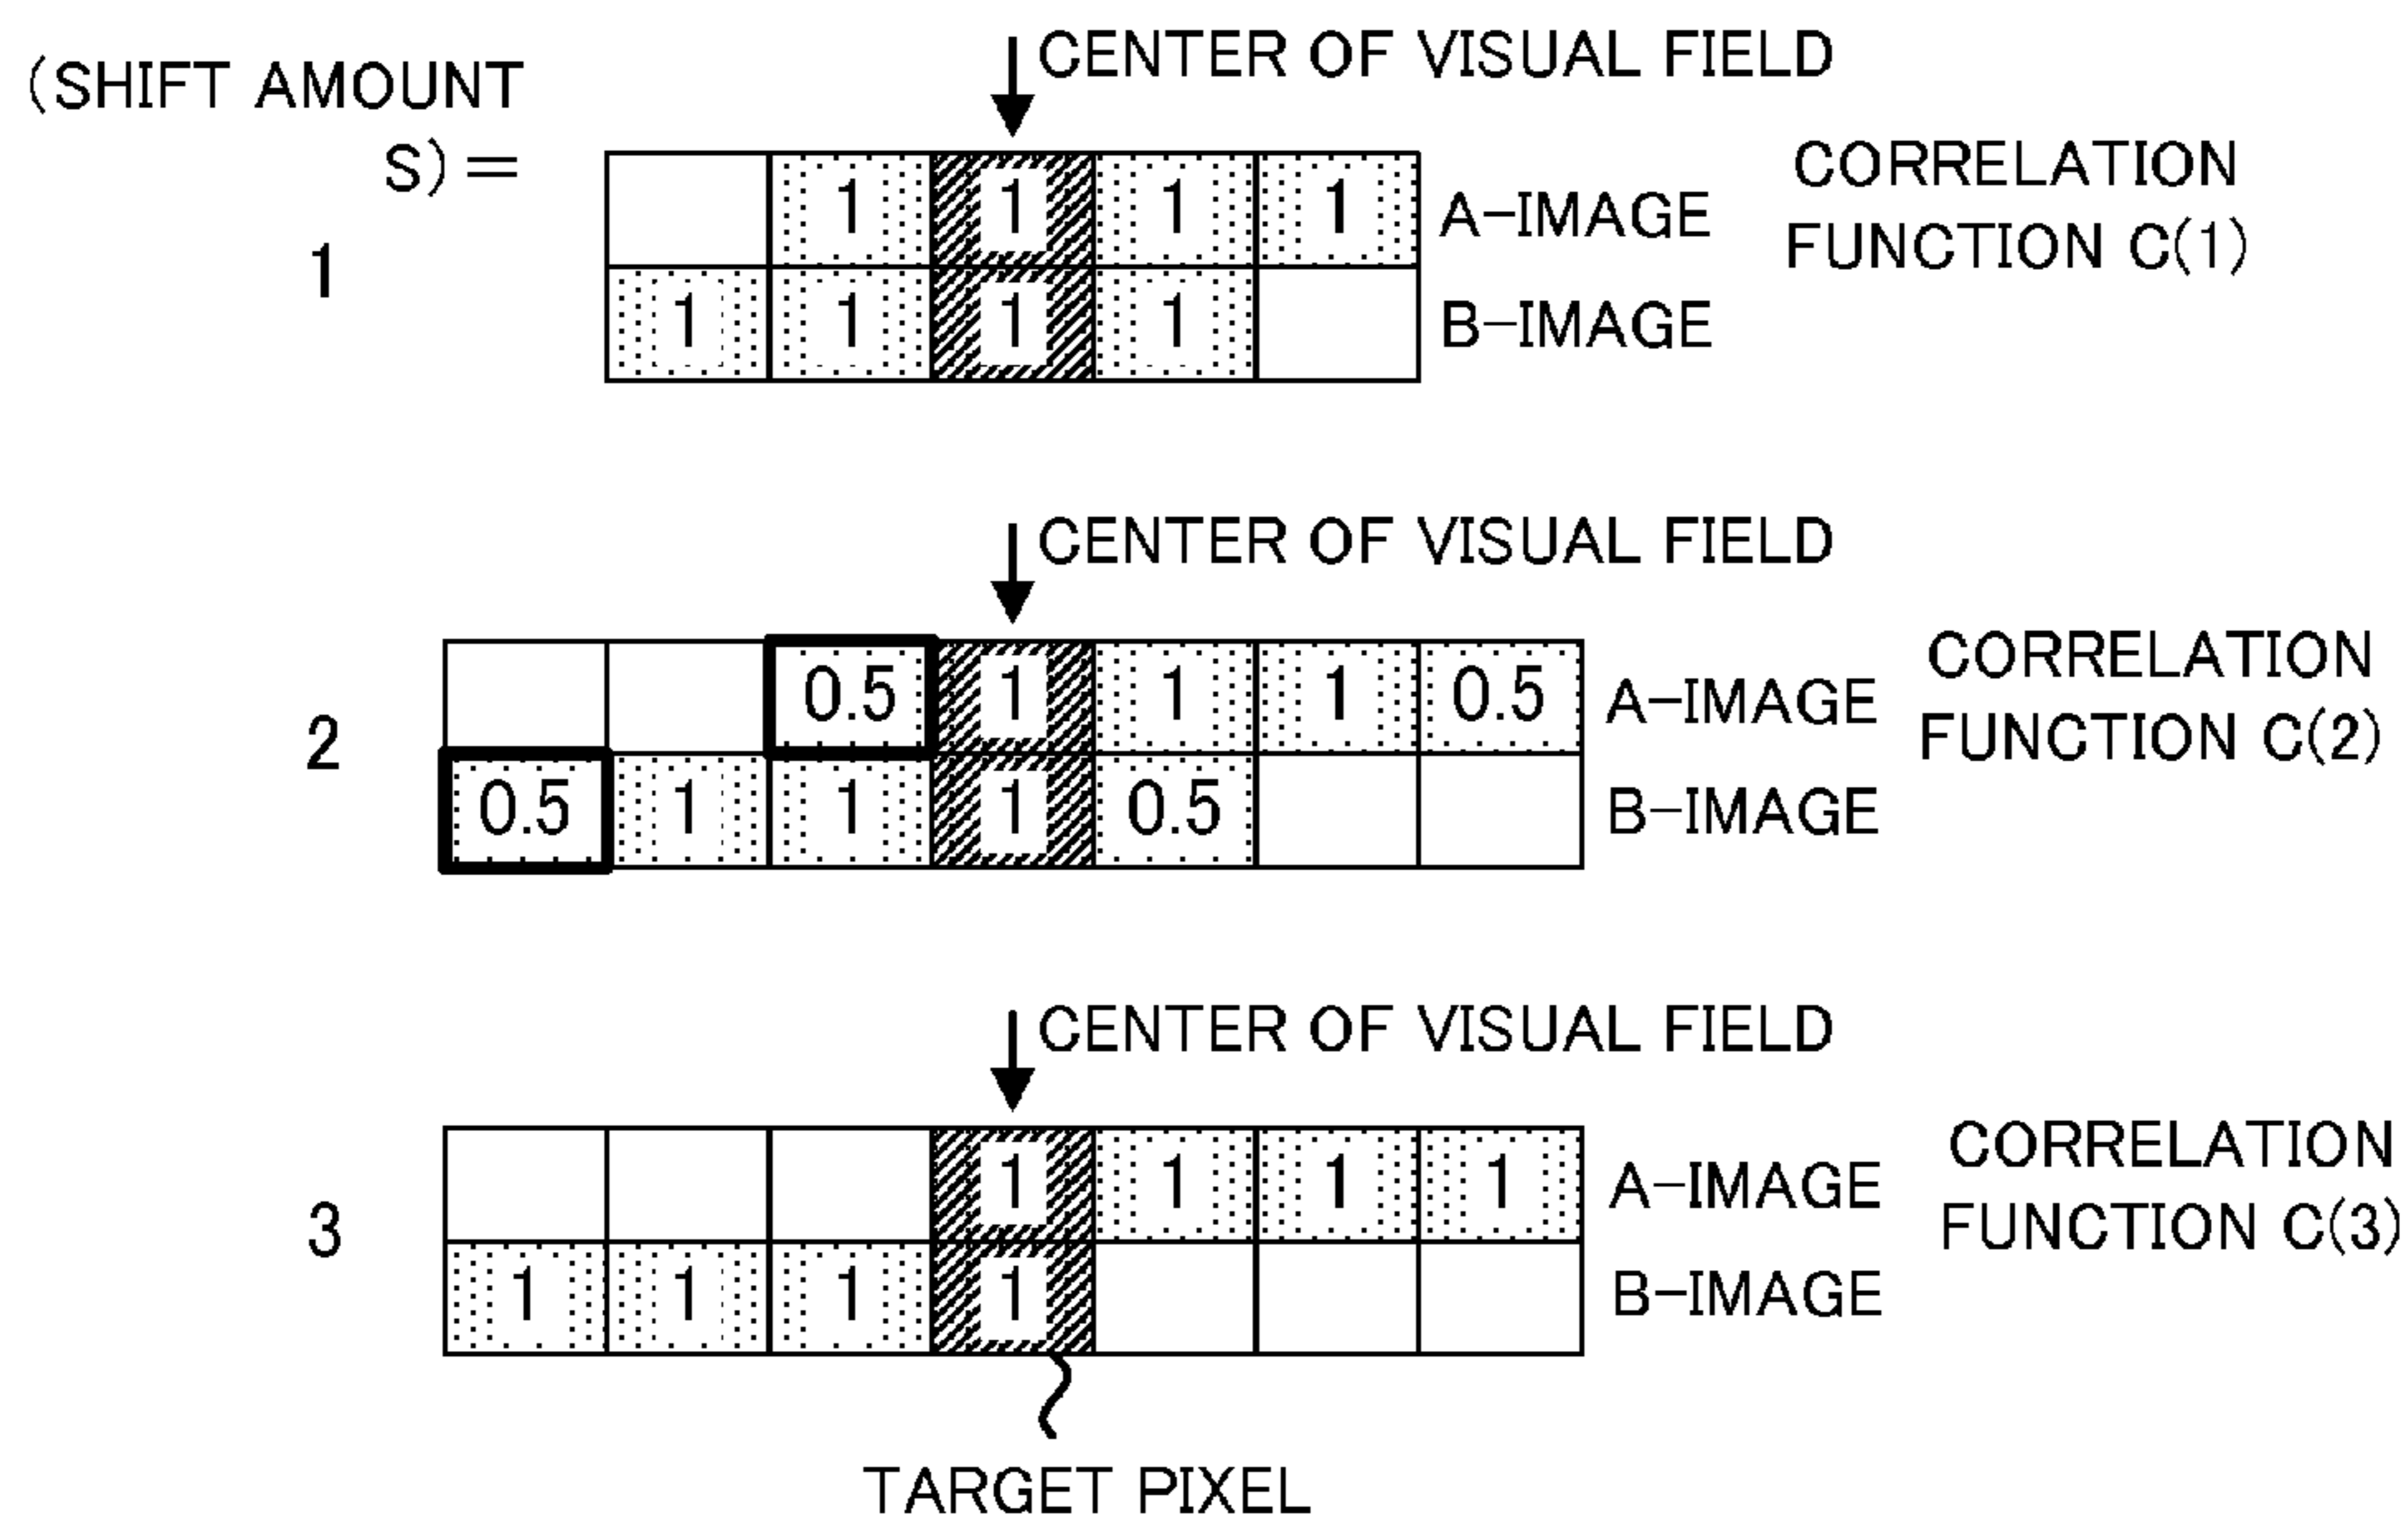 CENTER OF VISUAL FIELD
(SHIFT AMOUNT
S)=
1
1 1 1 1
A-IMAGE
1 1 1 1
B-IMAGE
CORRELATION
FUNCTION C(1)
CENTER OF VISUAL FIELD
2
0.5 1 1 1 0.5
A-IMAGE
0.5 1 1 1 0.5
B-IMAGE
CORRELATION
FUNCTION C(2)
CENTER OF VISUAL FIELD
3
1 1 1 1
A-IMAGE
1 1 1 1
B-IMAGE
CORRELATION
FUNCTION C(3)
TARGET PIXEL